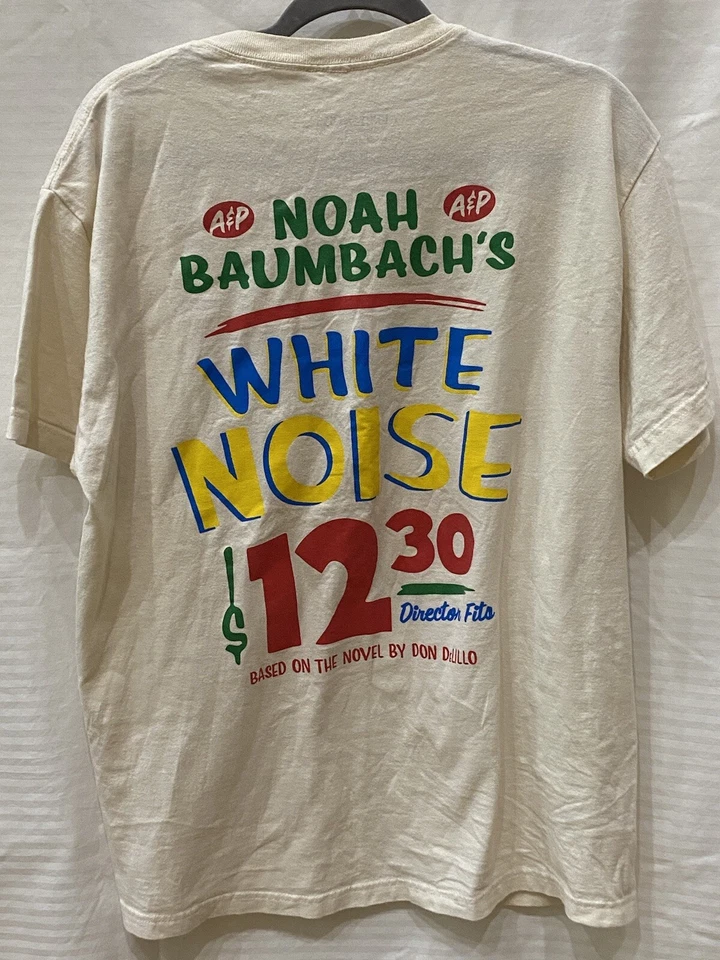 A&P NOAH A&P
BAUMBACH'S
WHITE
NOISE
$12 30
Director Fits
BASED ON THE NOVEL BY DON DeLILLO